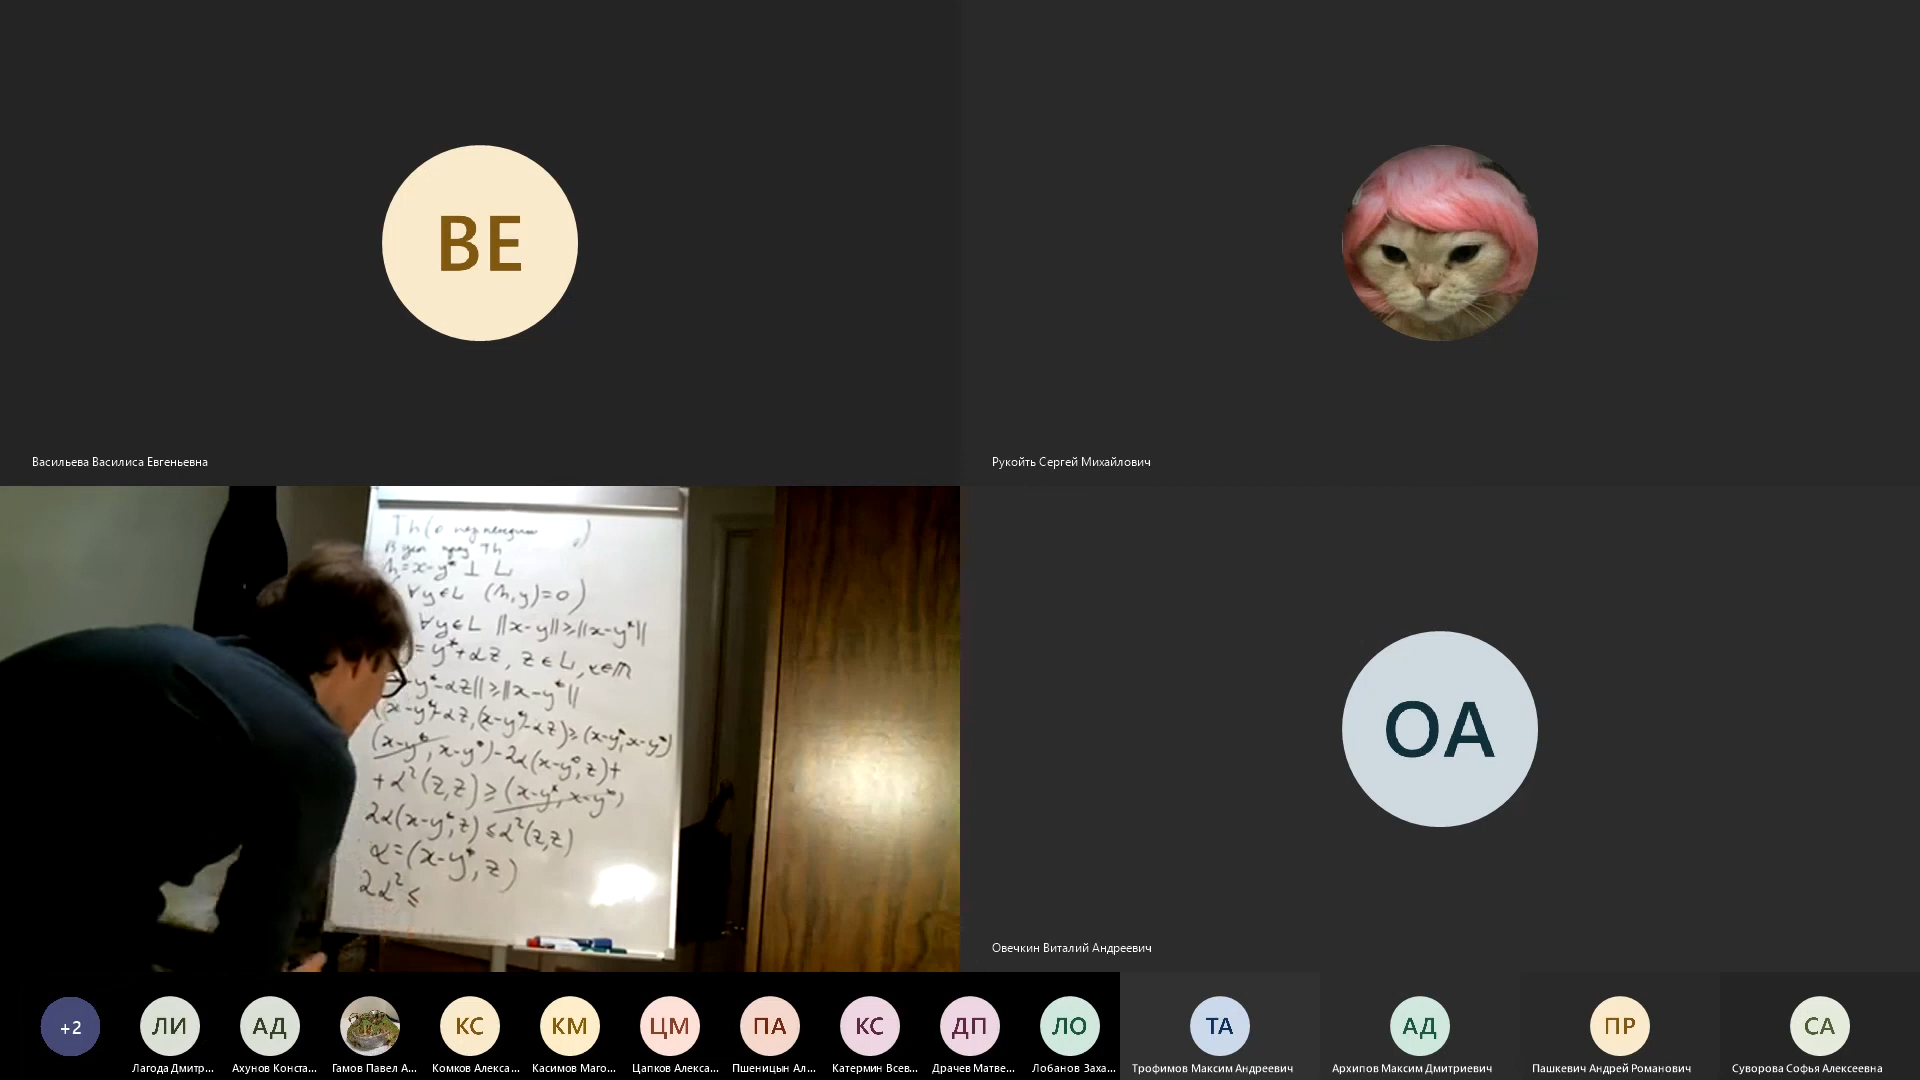 ВЕ
Васильева Василиса Евгеньевна
Рукойть Сергей Михайлович
Th (о
Th
h = x-y* ⊥ L
∀y∈L (h,y)=0)
∀y∈L ||x-y||⩾||x-y*||
= y*+αz, z∈L, α∈ℝ
-y*-αz||⩾||x-y*||
(x-y*-αz,(x-y*-αz)⩾(x-y*,x-y*)
(x-y*, x-y*)-2α(x-y*,z)+
+α²(z,z)⩾(x-y*, x-y*)
2α(x-y*,z)⩽α²(z,z)
α=(x-y*,z)
2α²⩽
ОА
Овечкин Виталий Андреевич
+2
ЛИ
Лагода Дмитр...
АД
Ахунов Конста...
Гамов Павел А...
КС
Комков Алекса...
КМ
Касимов Маго...
ЦМ
Цапков Алекса...
ПА
Пшеницын Ал...
КС
Катермин Всев...
ДП
Драчев Матве...
ЛО
Лобанов Заха...
ТА
Трофимов Максим Андреевич
АД
Архипов Максим Дмитриевич
ПР
Пашкевич Андрей Романович
СА
Суворова Софья Алексеевна